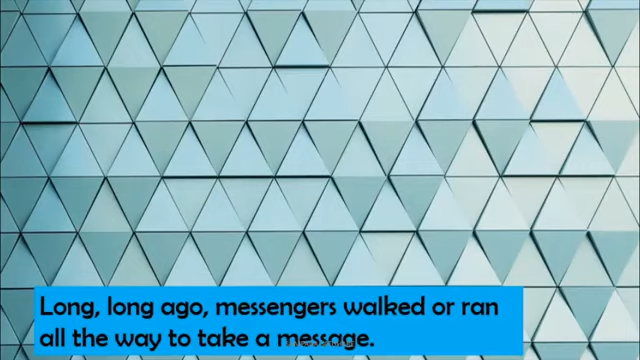 Long, long ago, messengers walked or ran
all the way to take a message.